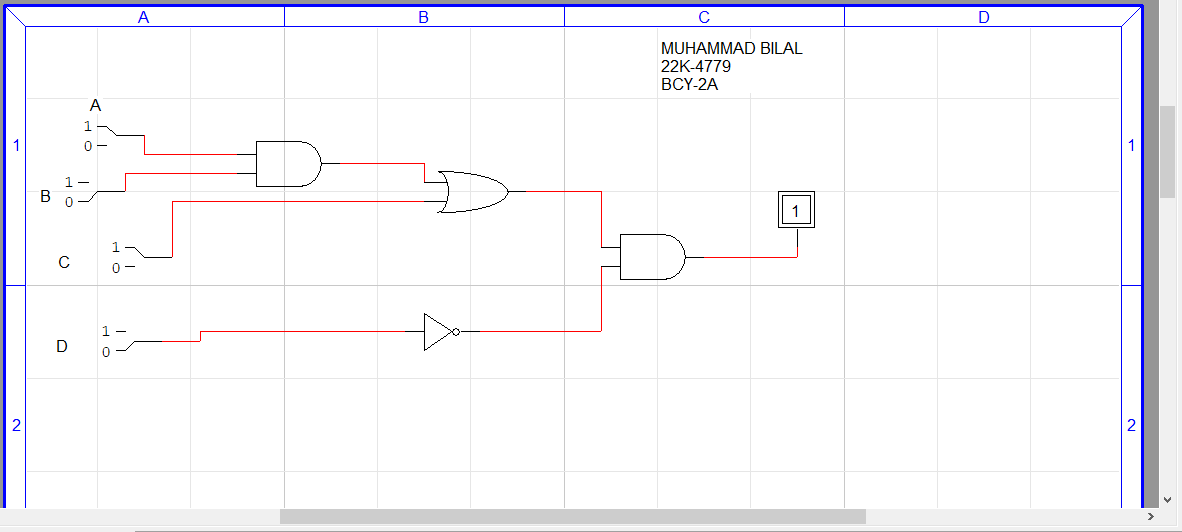 A B C D
MUHAMMAD BILAL
22K-4779
BCY-2A
A
1
0
1 1
1
B 0
1
C 0
1
1
D 0
2 2